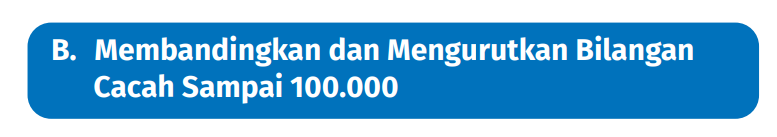 B. Membandingkan dan Mengurutkan Bilangan
Cacah Sampai 100.000